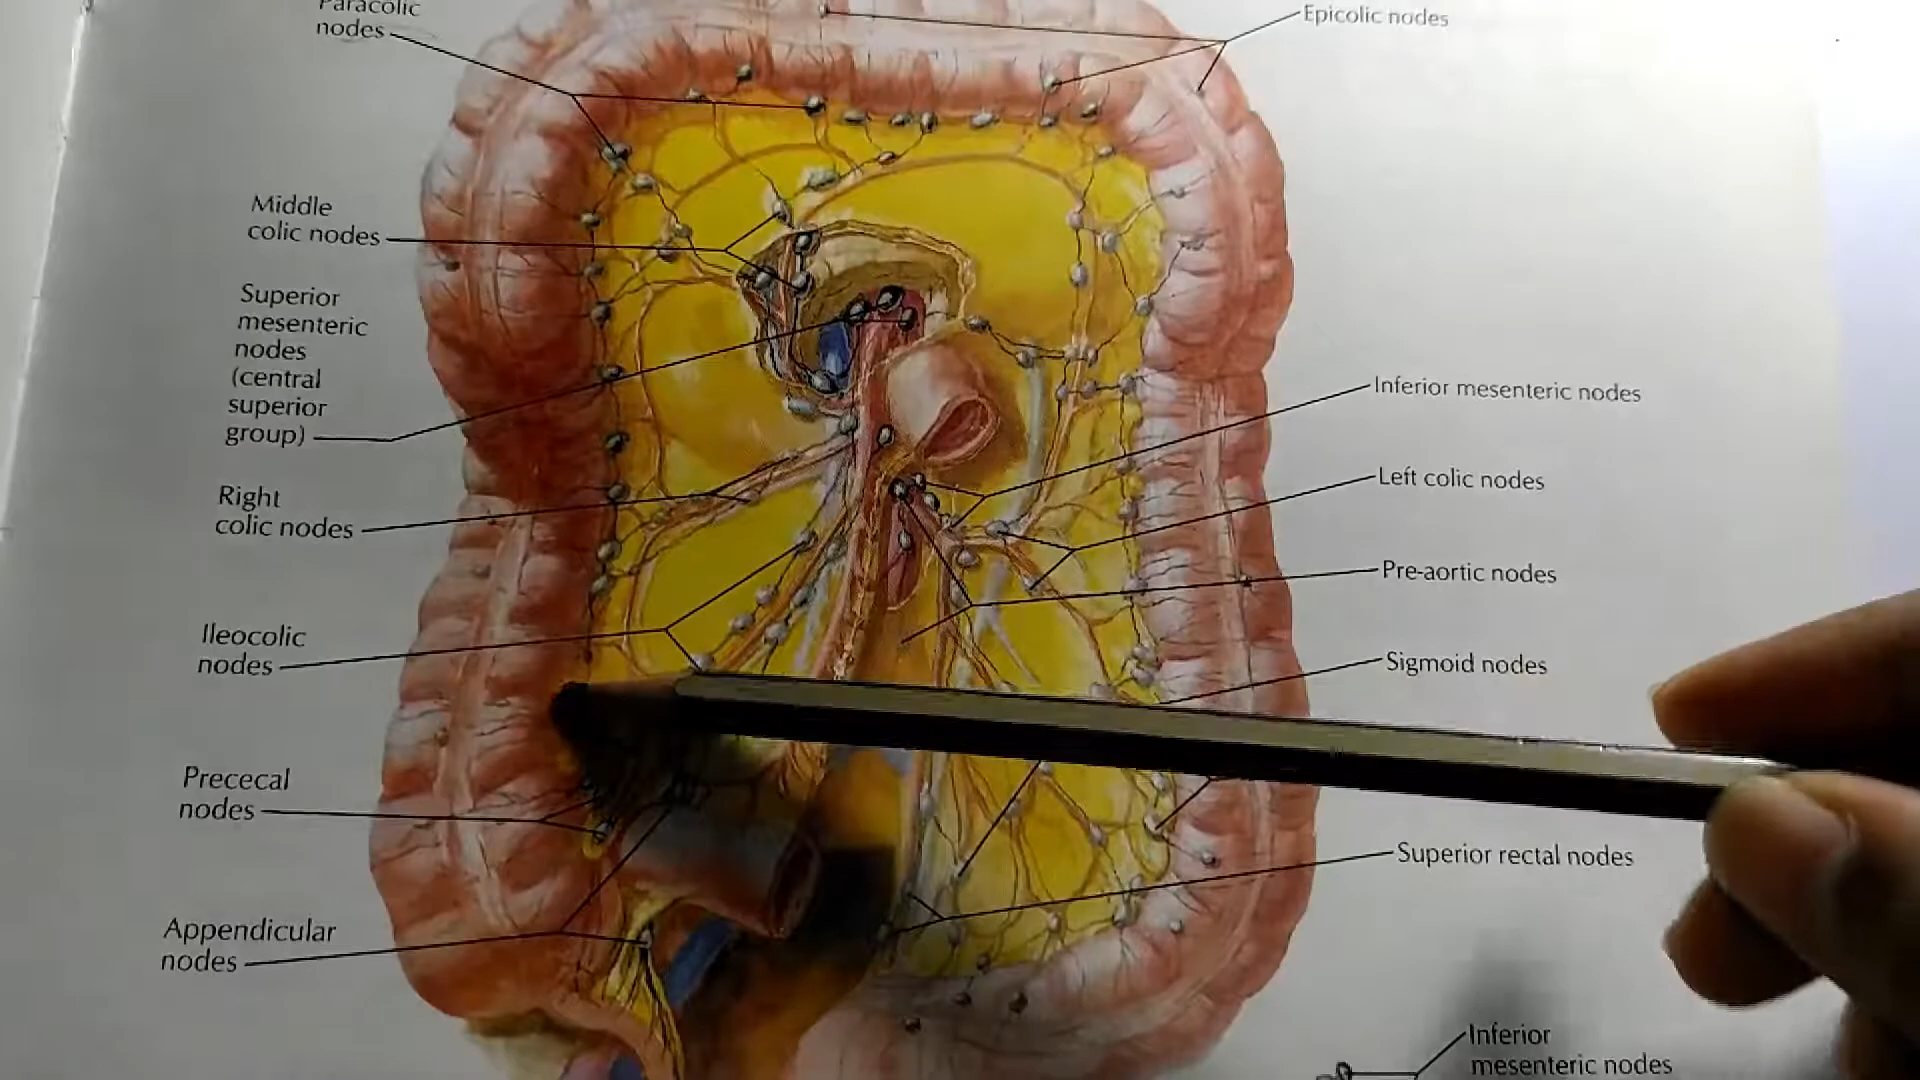 Paracolic
nodes
Epicolic nodes
Middle
colic nodes
Superior
mesenteric
nodes
(central
superior
group)
Inferior mesenteric nodes
Left colic nodes
Right
colic nodes
Pre-aortic nodes
Ileocolic
nodes
Sigmoid nodes
Prececal
nodes
Superior rectal nodes
Appendicular
nodes
Inferior
mesenteric nodes